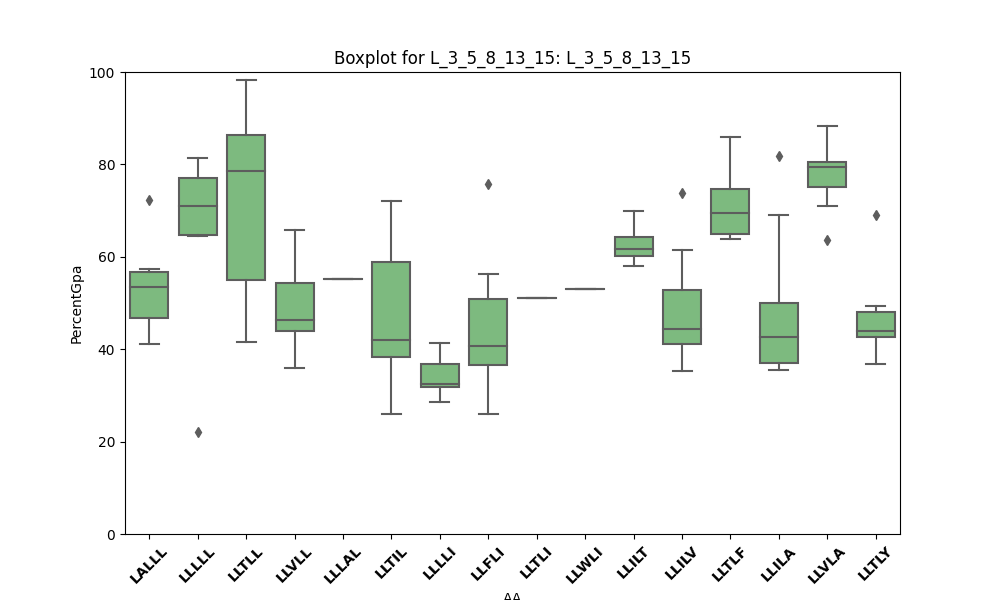 Boxplot for L_3_5_8_13_15: L_3_5_8_13_15
PercentGpa
100
80
60
40
20
0
LALLL LLLLL LLTLL LLVLL LLLAL LLTIL LLLLI LLFLI LLTLI LLWLI LLILT LLILV LLTLF LLILA LLVLA LLTLY
AA